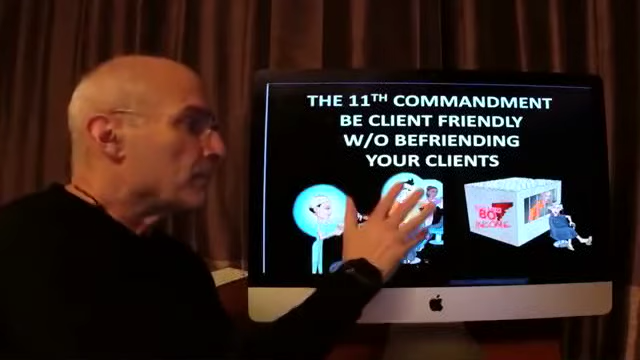 THE 11TH COMMANDMENT
BE CLIENT FRIENDLY
W/O BEFRIENDING
YOUR CLIENTS